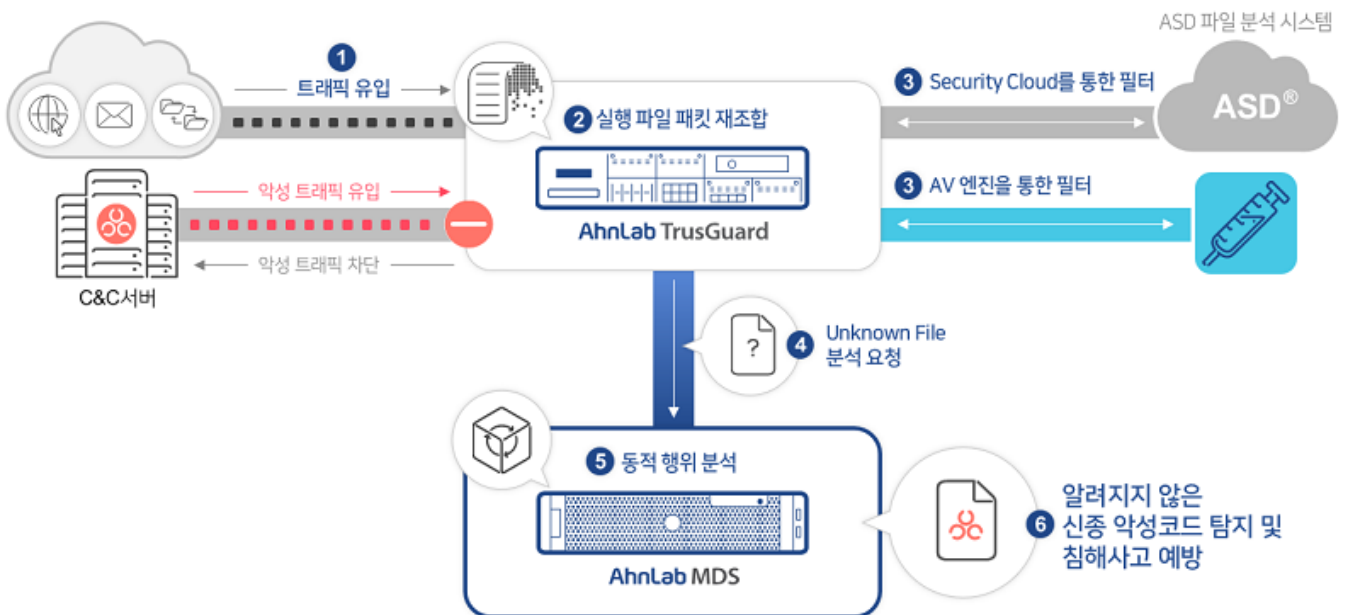 ASD 파일 분석 시스템
1
트래픽 유입
2 실행 파일 패킷 재조합
3 Security Cloud를 통한 필터
ASD®
악성 트래픽 유입
3 AV 엔진을 통한 필터
AhnLab TrusGuard
악성 트래픽 차단
C&C서버
?
4 Unknown File
분석 요청
5 동적 행위 분석
AhnLab MDS
알려지지 않은
6 신종 악성코드 탐지 및
침해사고 예방